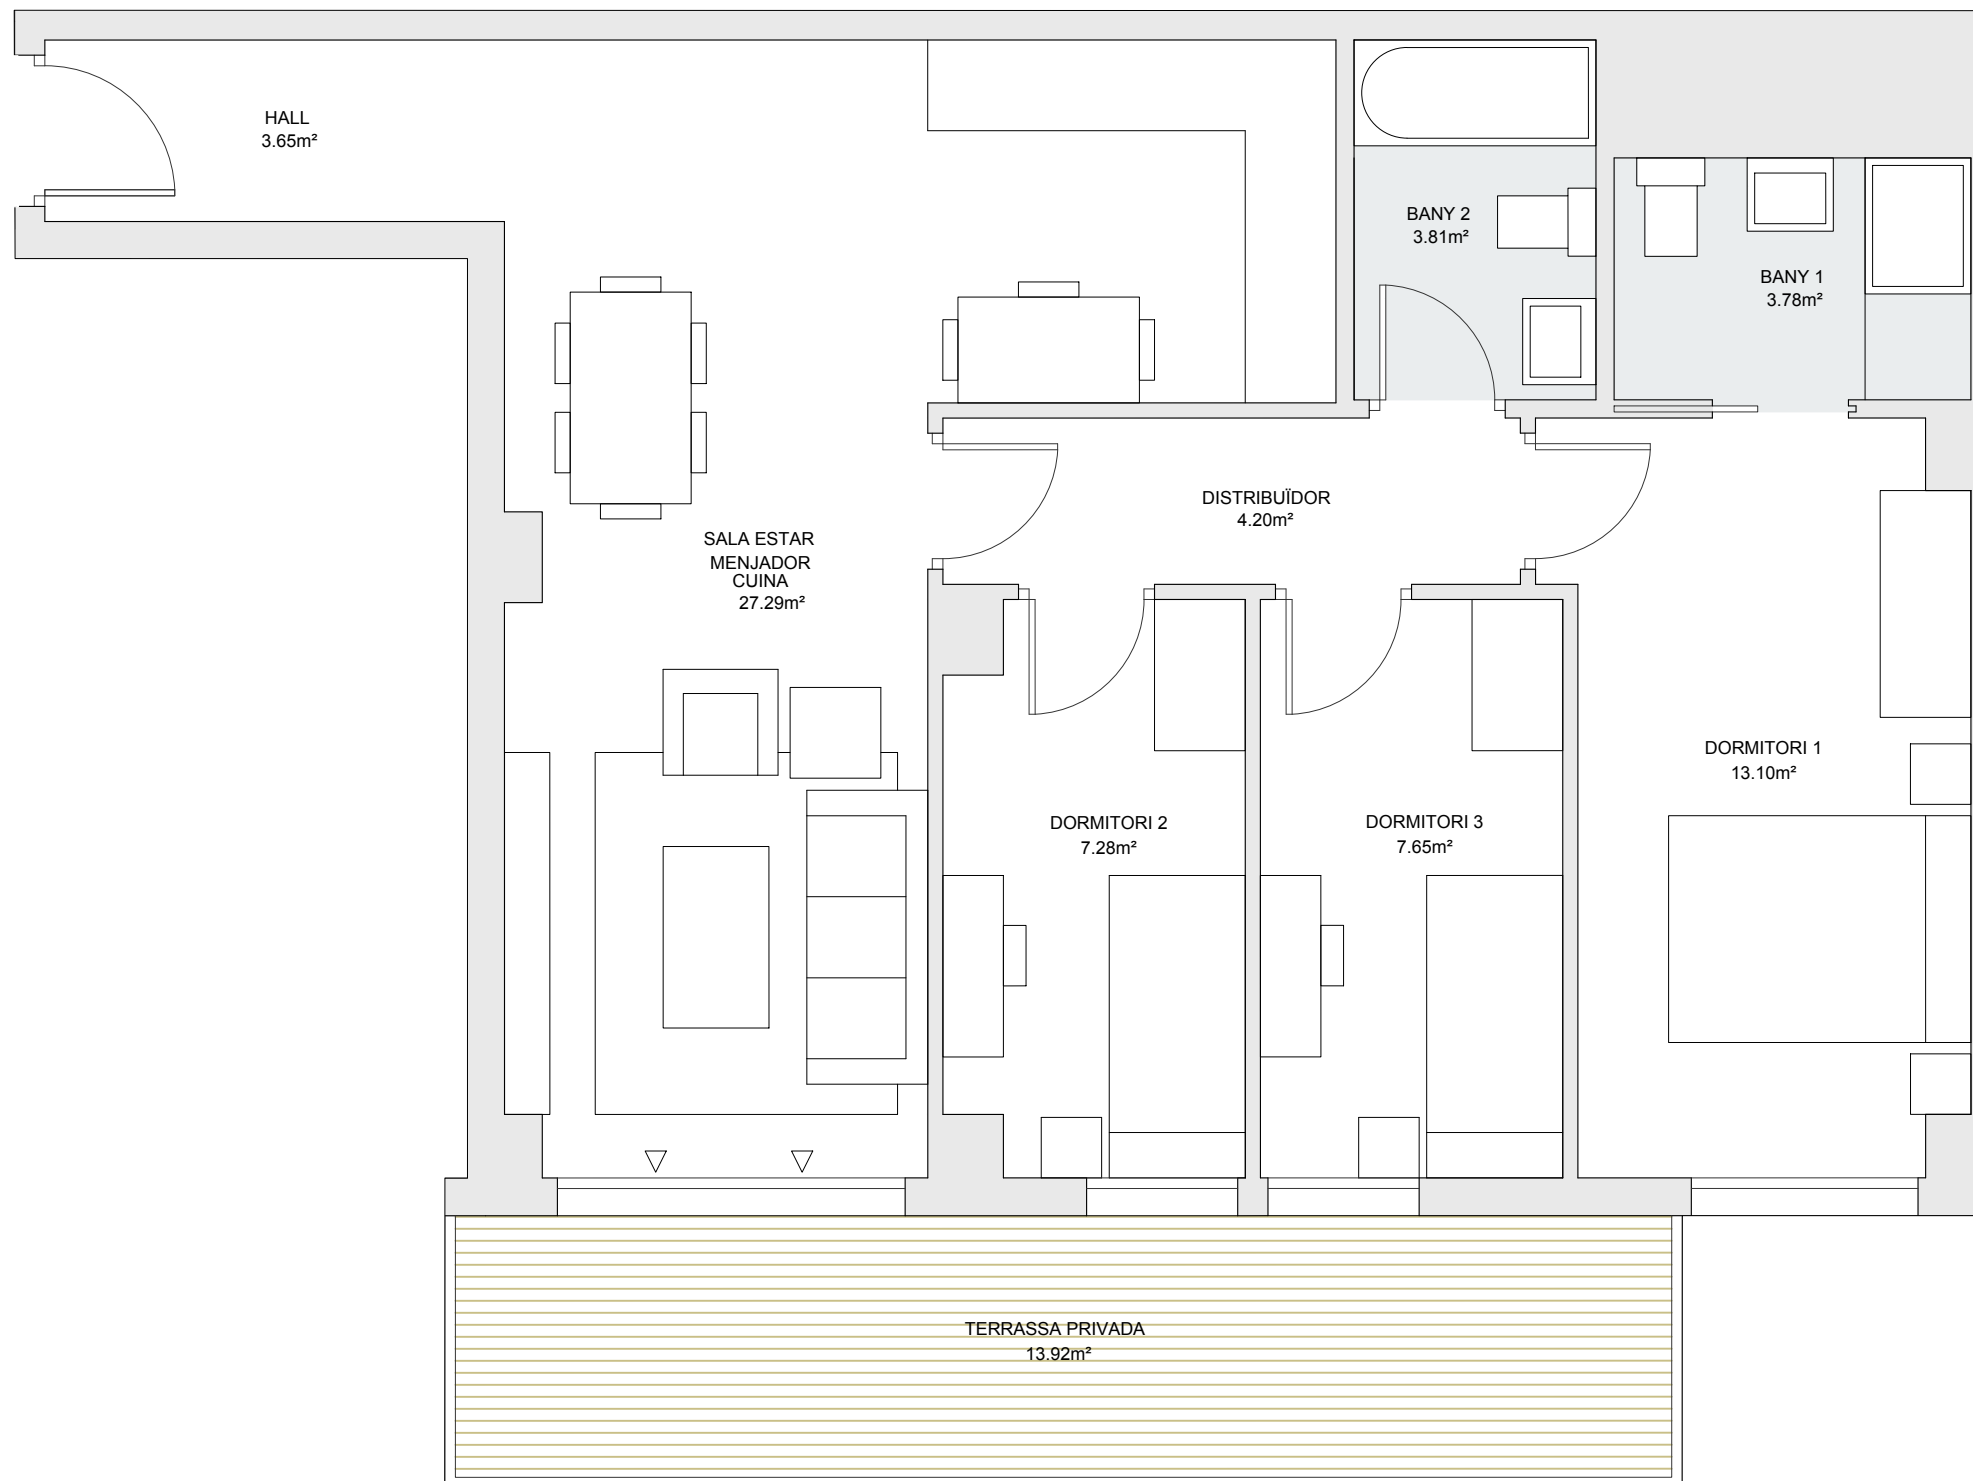 HALL
3.65m²
BANY 2
3.81m²
BANY 1
3.78m²
DISTRIBUÏDOR
4.20m²
SALA ESTAR
MENJADOR
CUINA
27.29m²
DORMITORI 1
13.10m²
DORMITORI 2
7.28m²
DORMITORI 3
7.65m²
TERRASSA PRIVADA
13.92m²